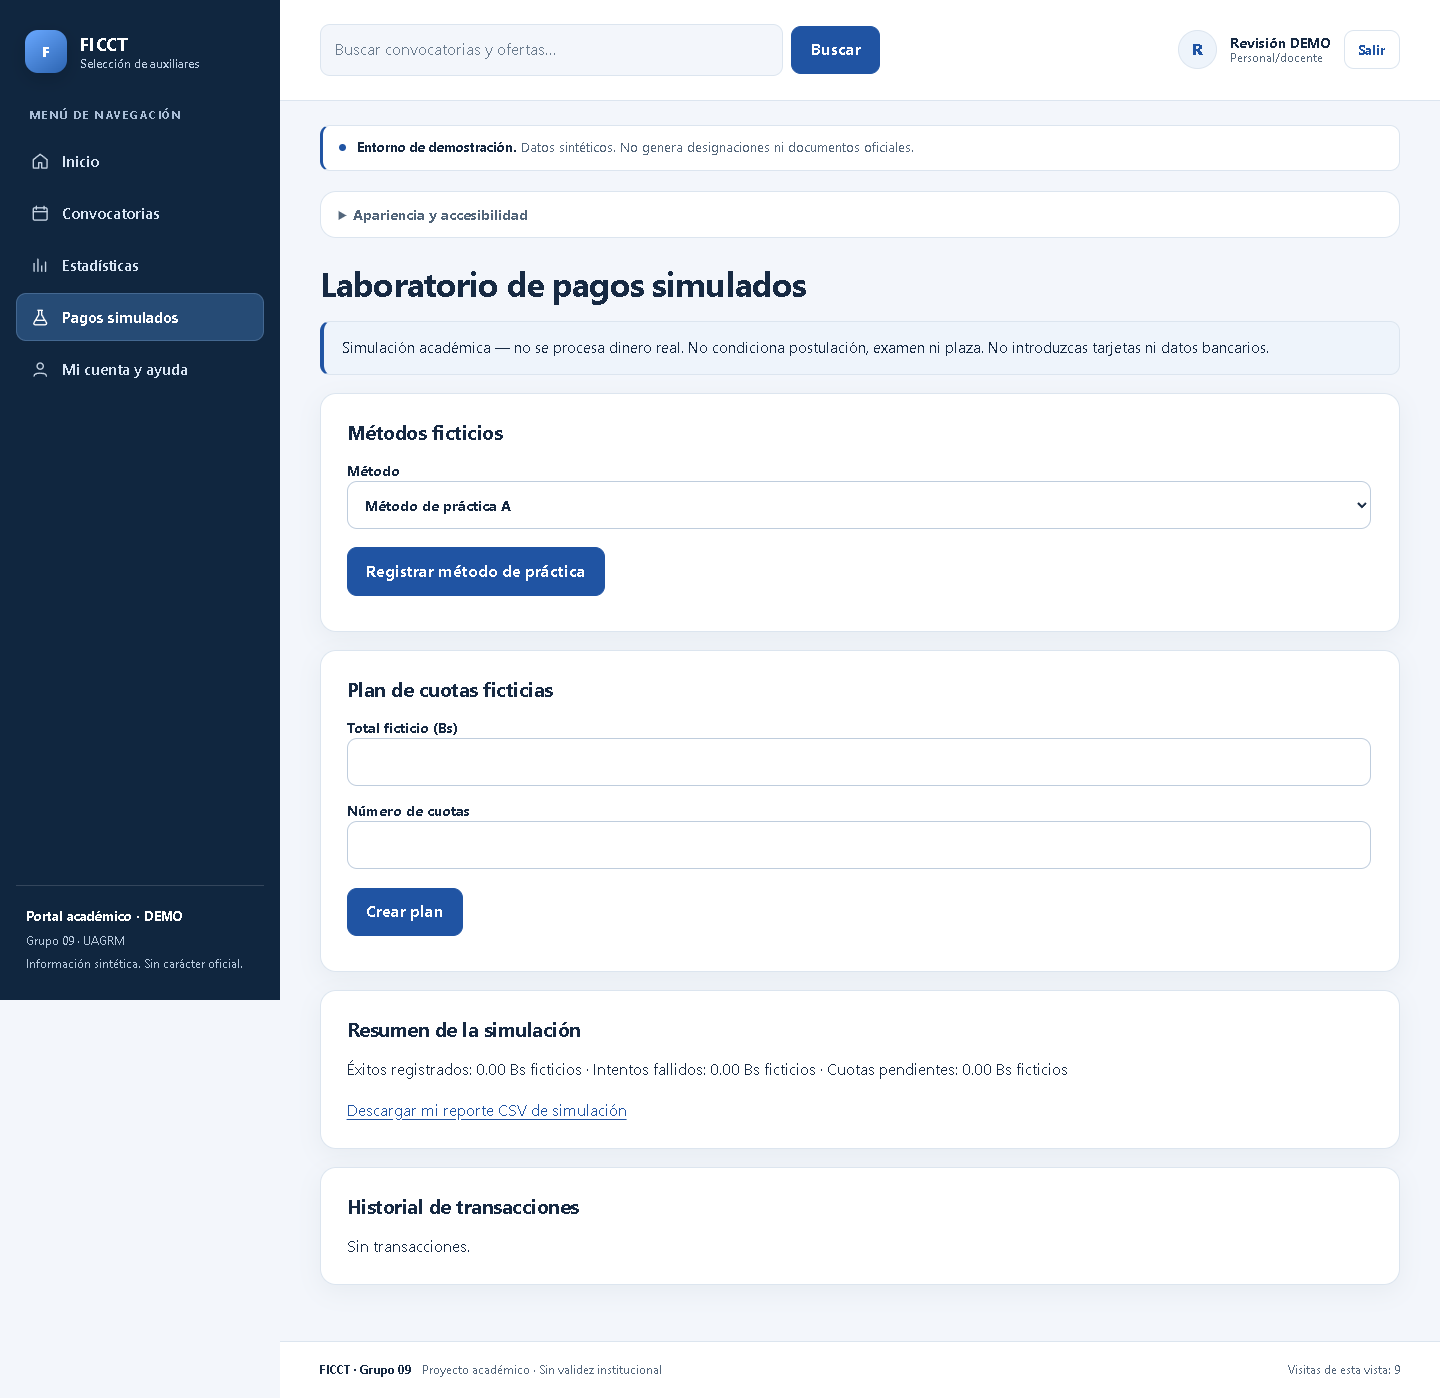 F
FICCT
Selección de auxiliares
MENÚ DE NAVEGACIÓN
Inicio
Convocatorias
Estadísticas
Pagos simulados
Mi cuenta y ayuda
Portal académico · DEMO
Grupo 09 · UAGRM
Información sintética. Sin carácter oficial.
Buscar convocatorias y ofertas...
Buscar
R
Revisión DEMO
Personal/docente
Salir
Entorno de demostración. Datos sintéticos. No genera designaciones ni documentos oficiales.
Apariencia y accesibilidad
Laboratorio de pagos simulados
Simulación académica — no se procesa dinero real. No condiciona postulación, examen ni plaza. No introduzcas tarjetas ni datos bancarios.
Métodos ficticios
Método
Método de práctica A
Registrar método de práctica
Plan de cuotas ficticias
Total ficticio (Bs)
Número de cuotas
Crear plan
Resumen de la simulación
Éxitos registrados: 0.00 Bs ficticios · Intentos fallidos: 0.00 Bs ficticios · Cuotas pendientes: 0.00 Bs ficticios
Descargar mi reporte CSV de simulación
Historial de transacciones
Sin transacciones.
FICCT · Grupo 09 Proyecto académico · Sin validez institucional
Visitas de esta vista: 9